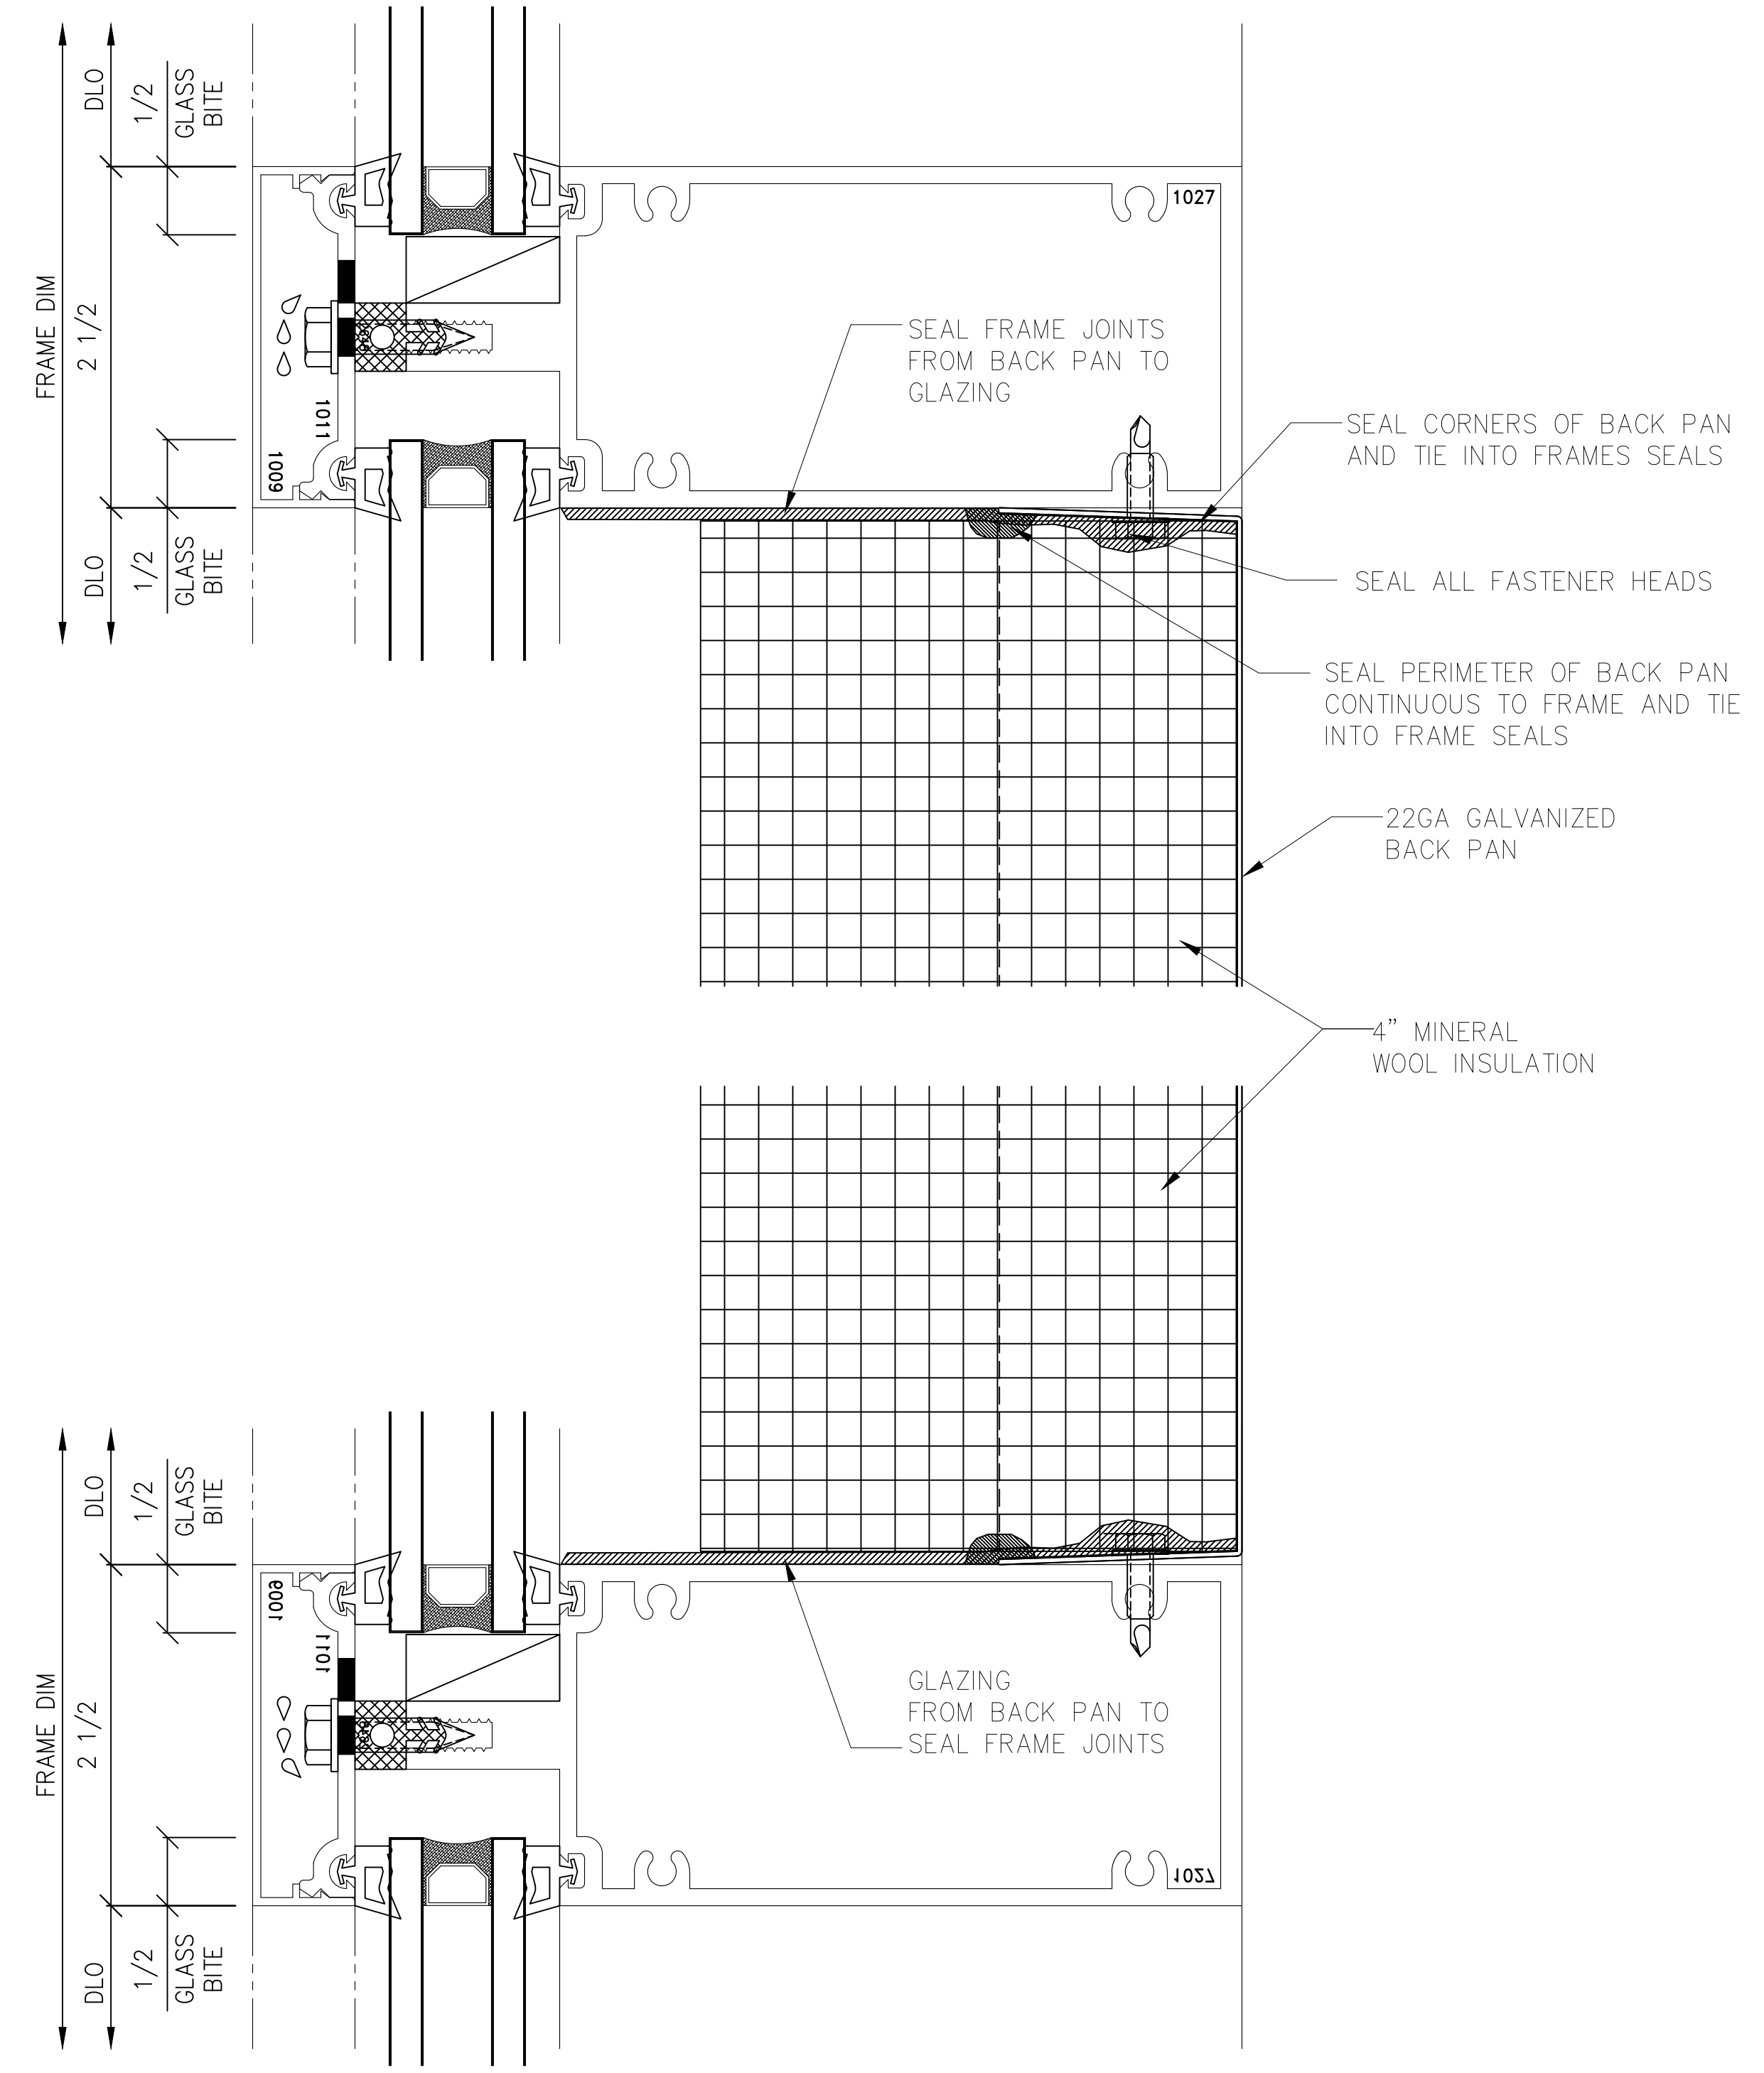 DLO
1/2
GLASS
BITE
1027
FRAME DIM
2 1/2
SEAL FRAME JOINTS
FROM BACK PAN TO
GLAZING
1011
1009
SEAL CORNERS OF BACK PAN
AND TIE INTO FRAMES SEALS
DLO
1/2
GLASS
BITE
SEAL ALL FASTENER HEADS
SEAL PERIMETER OF BACK PAN
CONTINUOUS TO FRAME AND TIE
INTO FRAME SEALS
22GA GALVANIZED
BACK PAN
4" MINERAL
WOOL INSULATION
DLO
1/2
GLASS
BITE
1009
1011
FRAME DIM
2 1/2
GLAZING
FROM BACK PAN TO
SEAL FRAME JOINTS
1027
DLO
1/2
GLASS
BITE